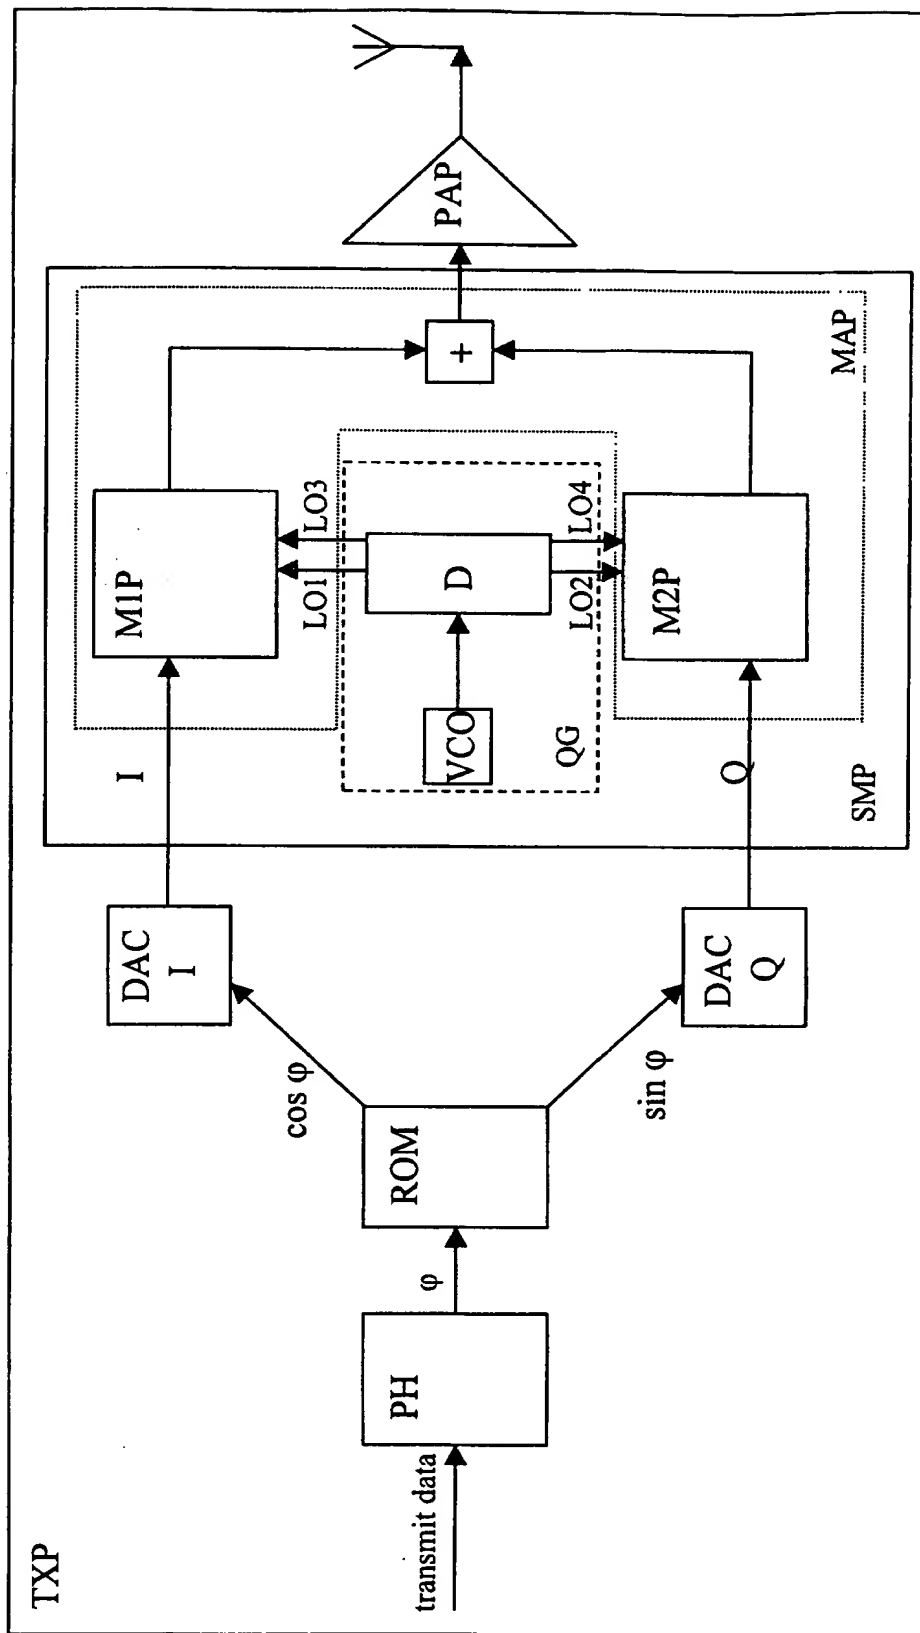 TXP
transmit data
PH
φ
ROM
cos φ
sin φ
DAC
I
DAC
Q
I
Q
SMP
M1P
LO1
LO3
VCO
D
QG
LO2
LO4
M2P
+
MAP
PAP